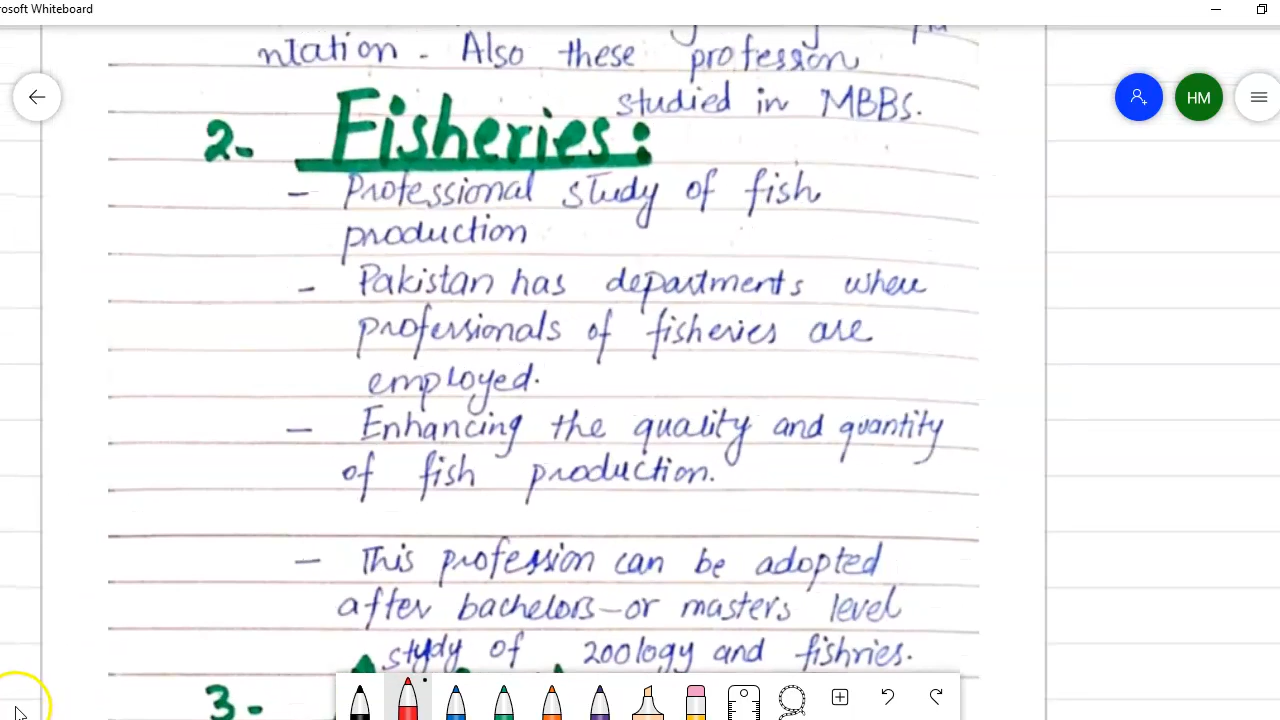 rosoft Whiteboard
ntation. Also these profession
studied in MBBS.
HM
2. Fisheries:
- Professional study of fish
production
- Pakistan has departments where
professionals of fisheries are
employed.
- Enhancing the quality and quantity
of fish production.
- This profession can be adopted
after bachelors-or masters level
study of zoology and fishries.
3-